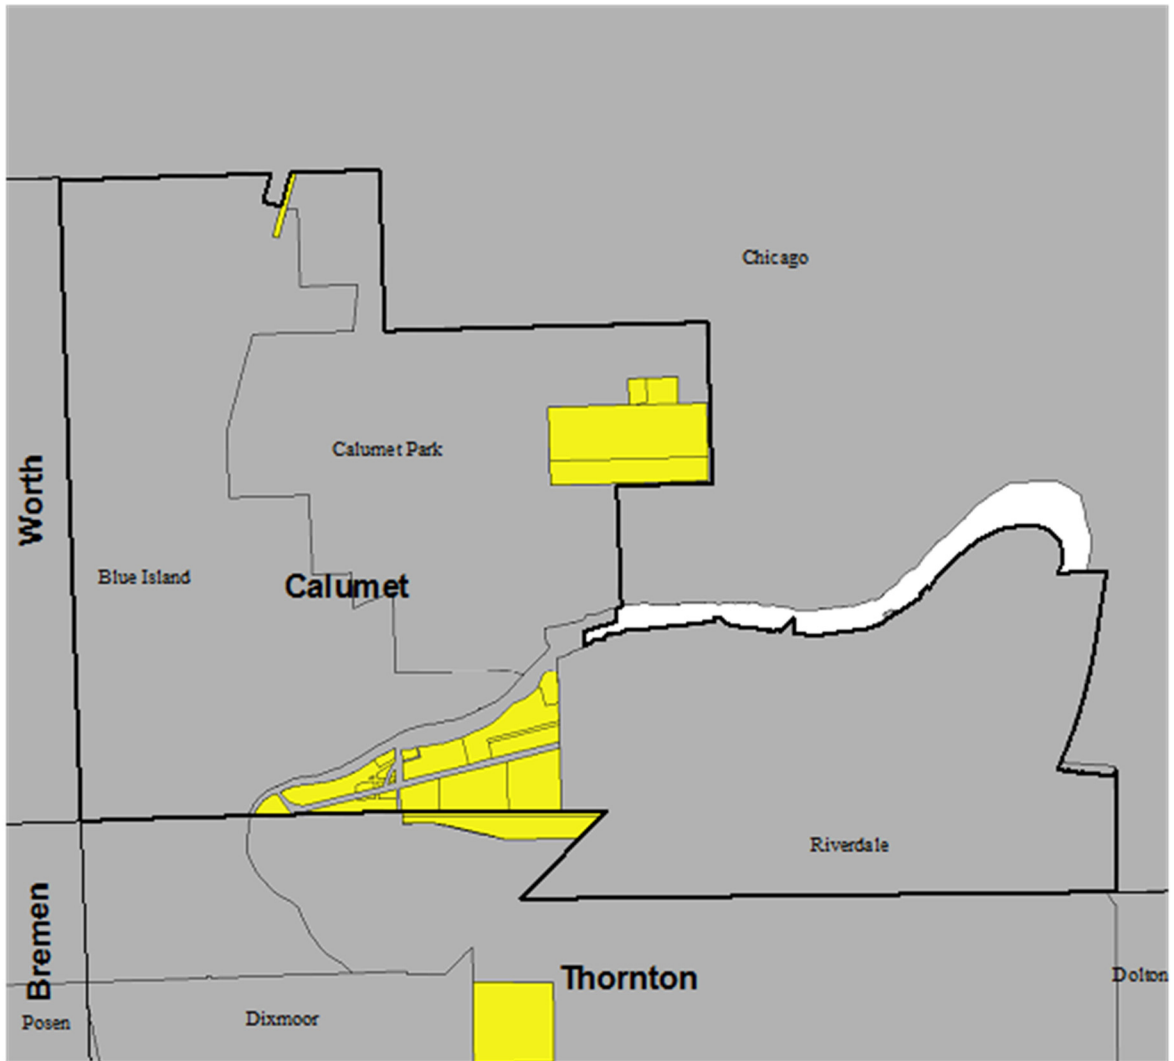 Chicago
Calumet Park
Worth
Blue Island
Calumet
Riverdale
Bremen
Thornton
Dolton
Posen
Dixmoor